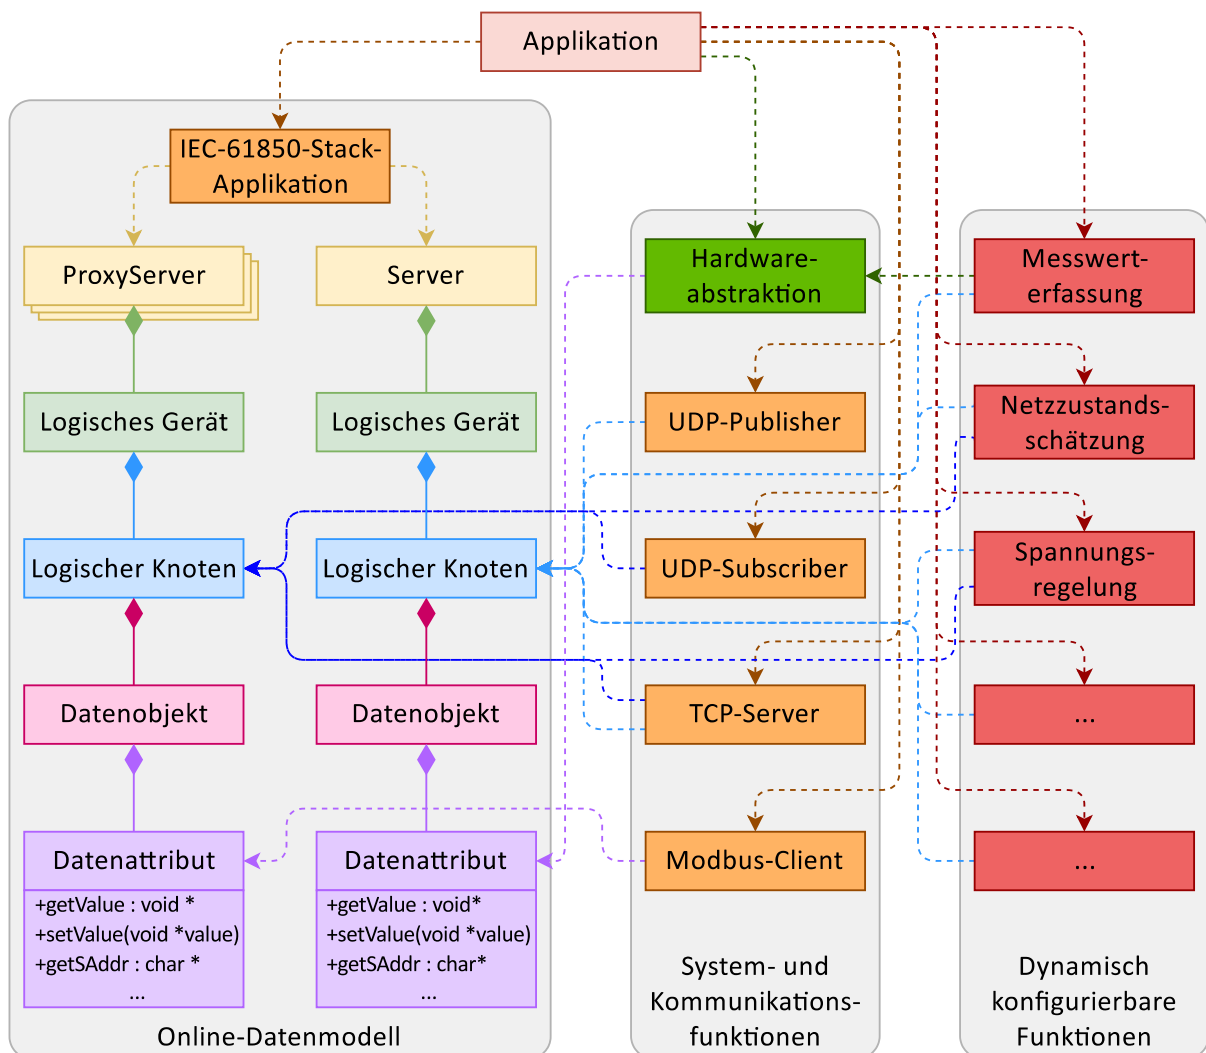 Applikation
IEC-61850-Stack-
Applikation
ProxyServer
Server
Logisches Gerät
Logisches Gerät
Logischer Knoten
Logischer Knoten
Datenobjekt
Datenobjekt
Datenattribut
+getValue : void *
+setValue(void *value)
+getSAddr : char *
...
Datenattribut
+getValue : void*
+setValue(void *value)
+getSAddr : char*
...
Online-Datenmodell
Hardware-
abstraktion
UDP-Publisher
UDP-Subscriber
TCP-Server
Modbus-Client
System- und
Kommunikations-
funktionen
Messwert-
erfassung
Netzzustands-
schätzung
Spannungs-
regelung
...
...
Dynamisch
konfigurierbare
Funktionen